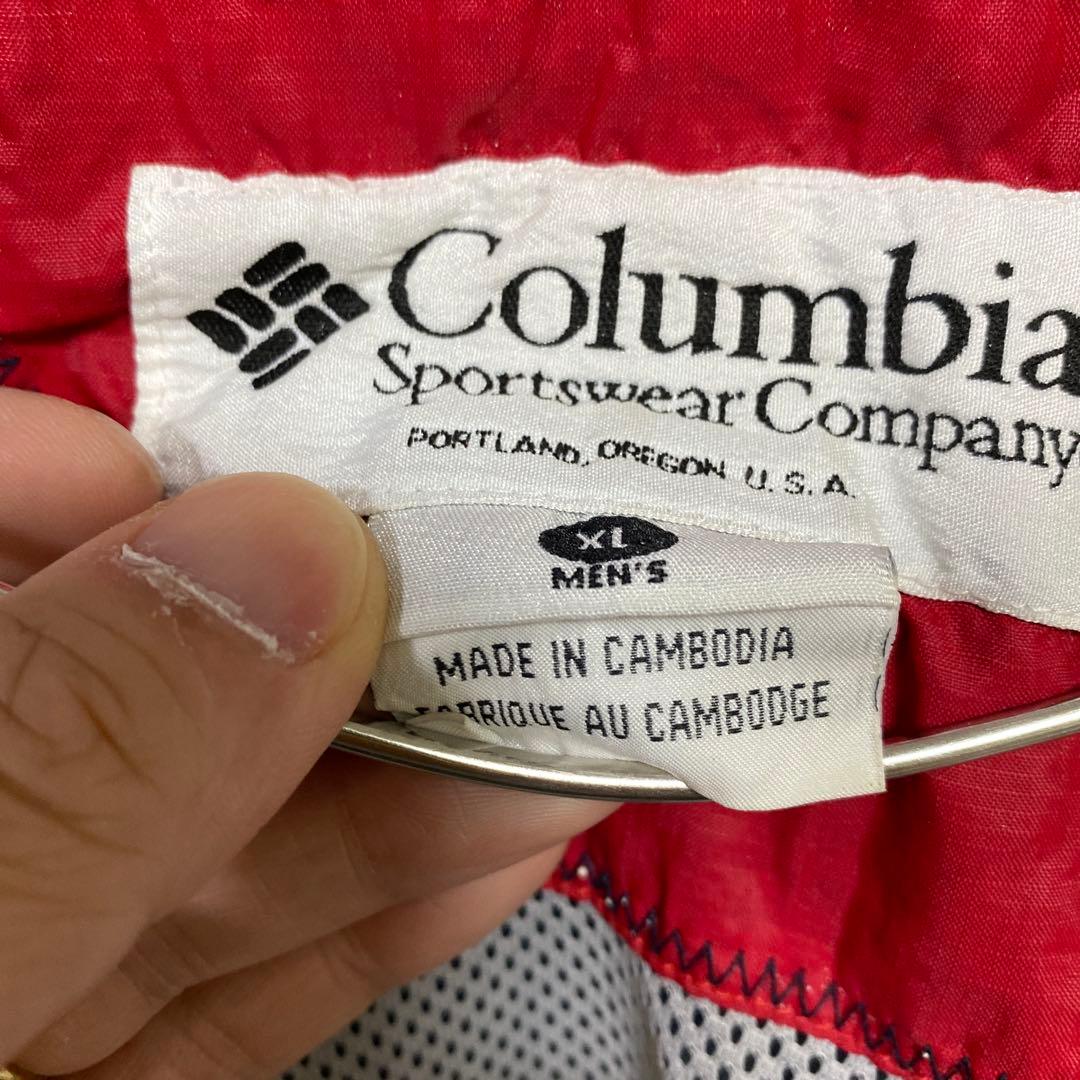 Columbia
Sportswear Company
PORTLAND, OREGON U.S.A.
XL
MEN'S
MADE IN CAMBODIA
FABRIQUE AU CAMBODGE